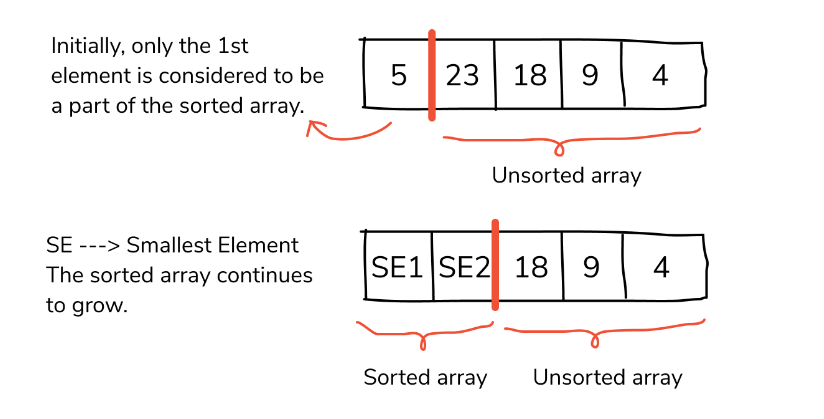 Initially, only the 1st
element is considered to be
a part of the sorted array.
5 23 18 9 4
Unsorted array
SE ---> Smallest Element
The sorted array continues
to grow.
SE1 SE2 18 9 4
Sorted array Unsorted array